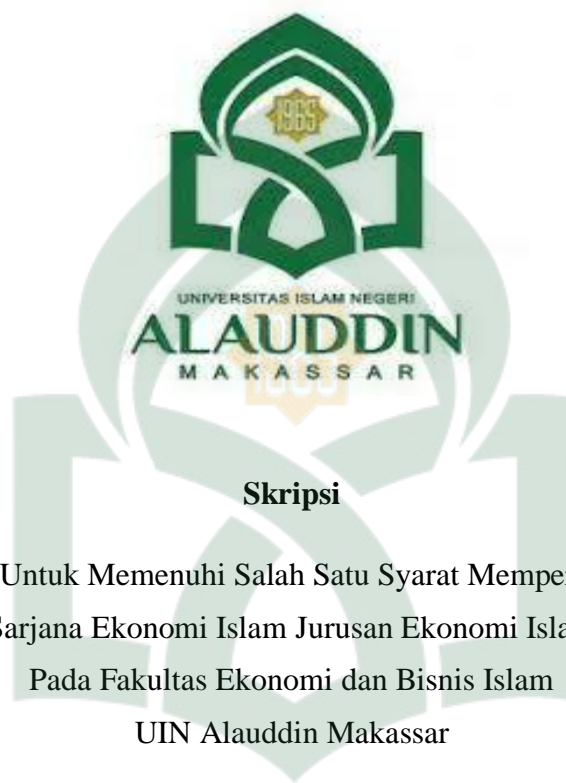 1965
UNIVERSITAS ISLAM NEGERI
ALAUDDIN
MAKASSAR
Skripsi
Untuk Memenuhi Salah Satu Syarat
Sarjana Ekonomi Islam Jurusan Ekonomi
Pada Fakultas Ekonomi dan Bisnis Islam
UIN Alauddin Makassar